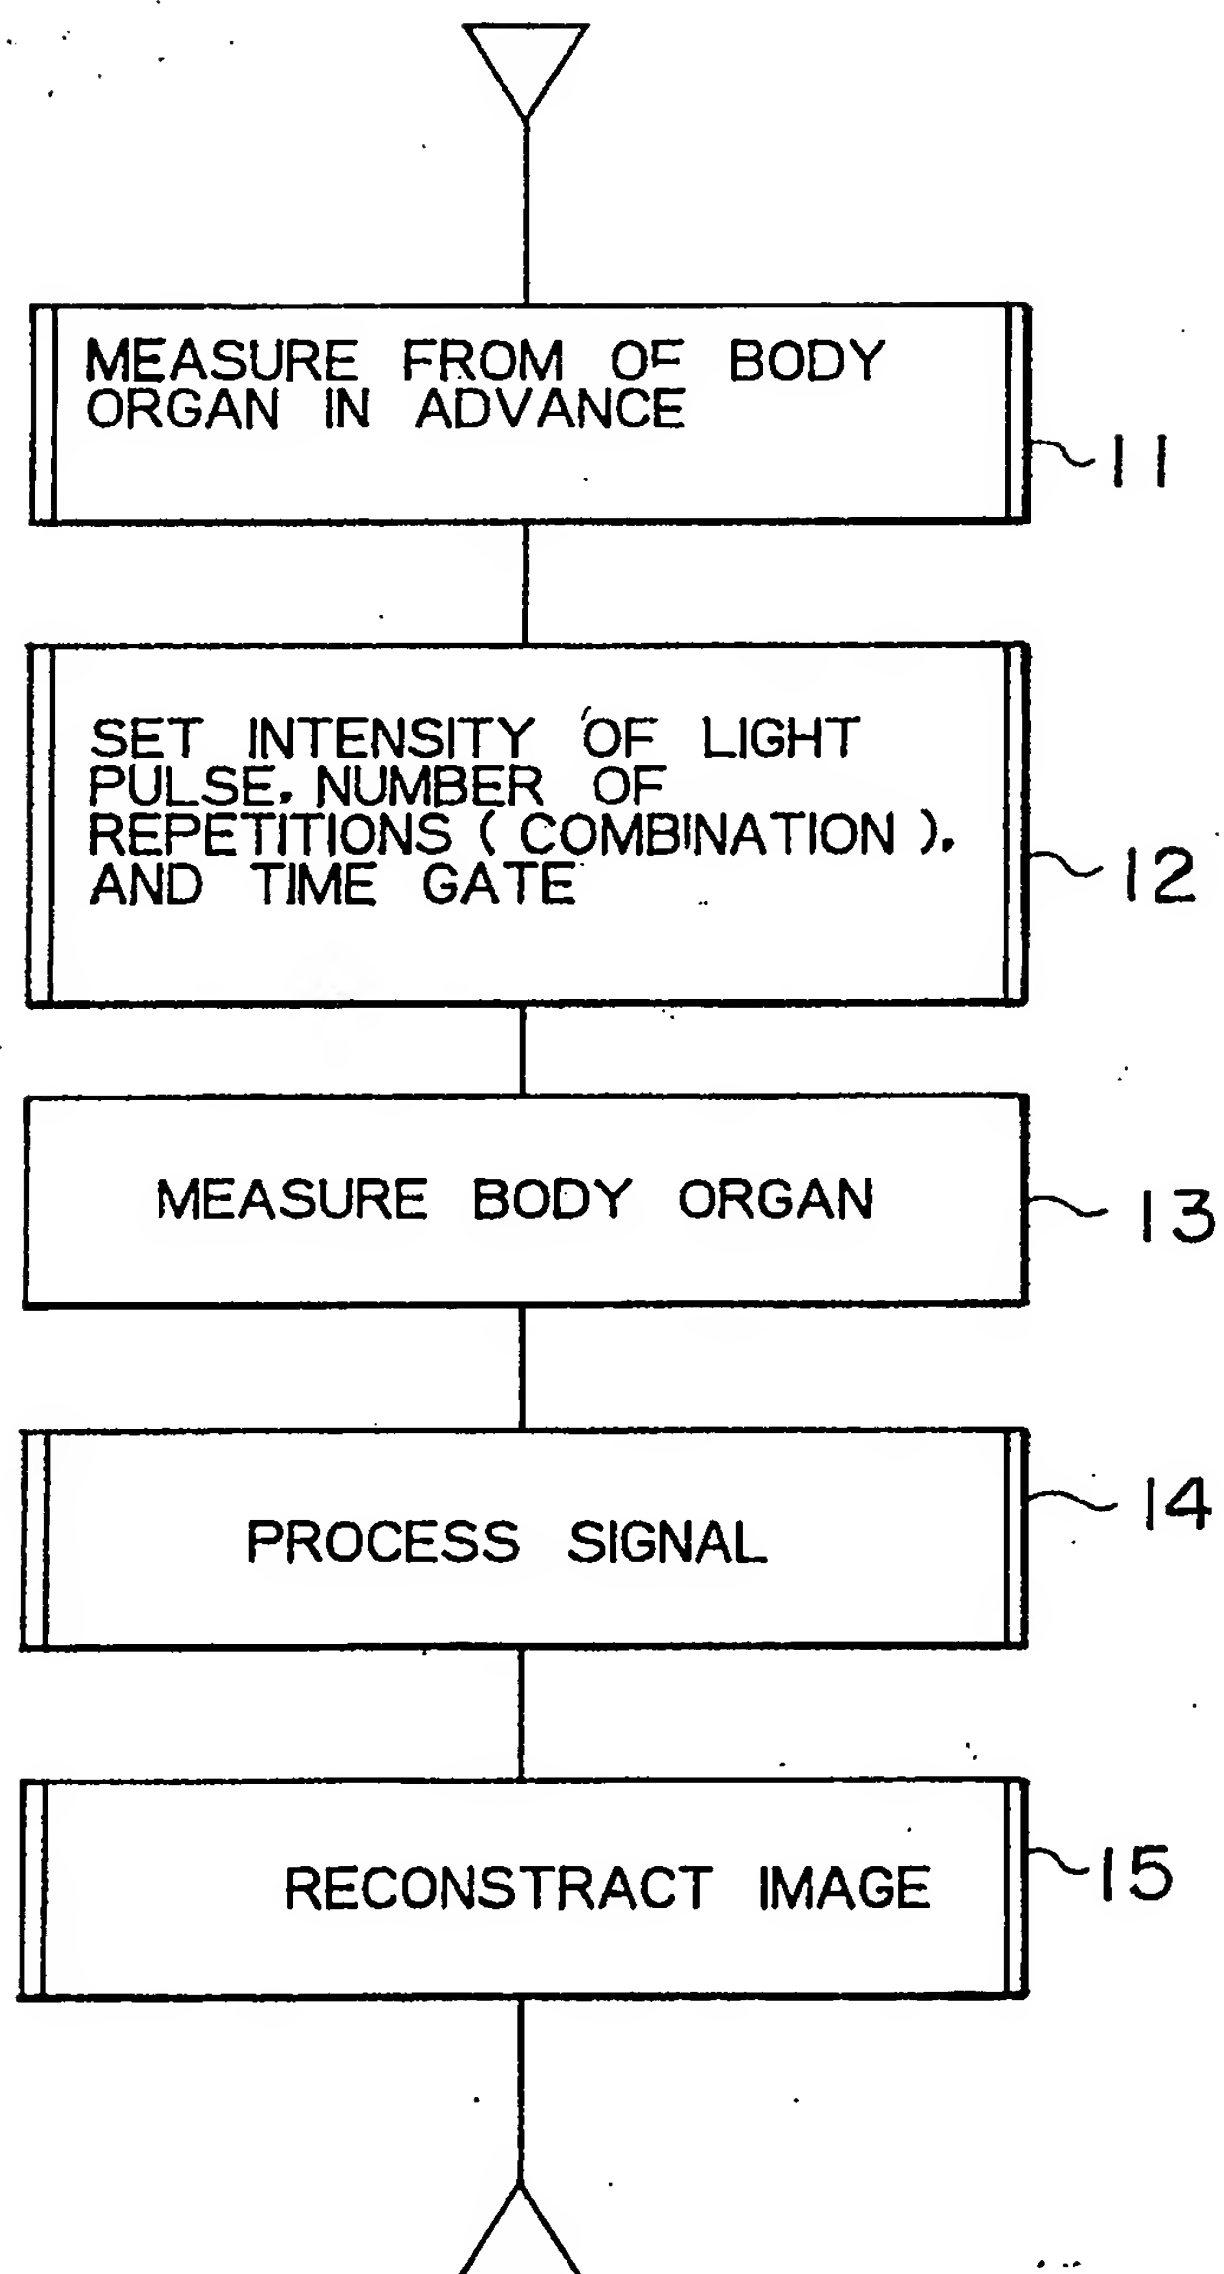 MEASURE FROM OF BODY
ORGAN IN ADVANCE
11
SET INTENSITY OF LIGHT
PULSE, NUMBER OF
REPETITIONS (COMBINATION),
AND TIME GATE
12
MEASURE BODY ORGAN
13
PROCESS SIGNAL
14
RECONSTRACT IMAGE
15